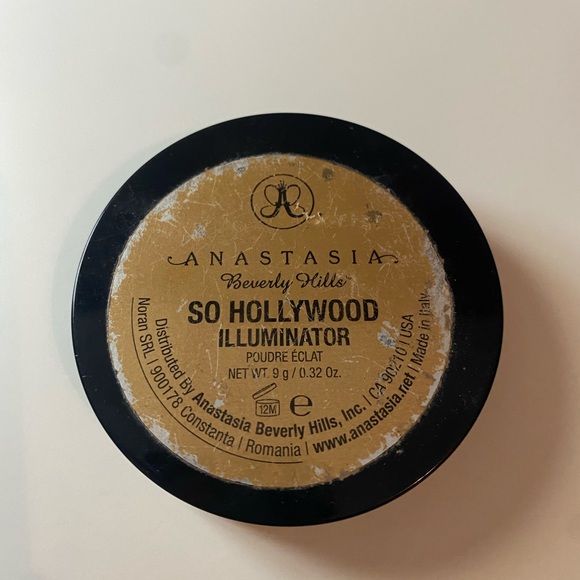 ANASTASIA
Beverly Hills
SO HOLLYWOOD
ILLUMINATOR
POUDRE ÉCLAT
NET WT. 9 g / 0.32 Oz.
12M e
Distributed By Anastasia Beverly Hills, Inc. | CA 90210 | USA
Noran SRL | 900178 Constanta | Romania | www.anastasia.net | Made in Italy